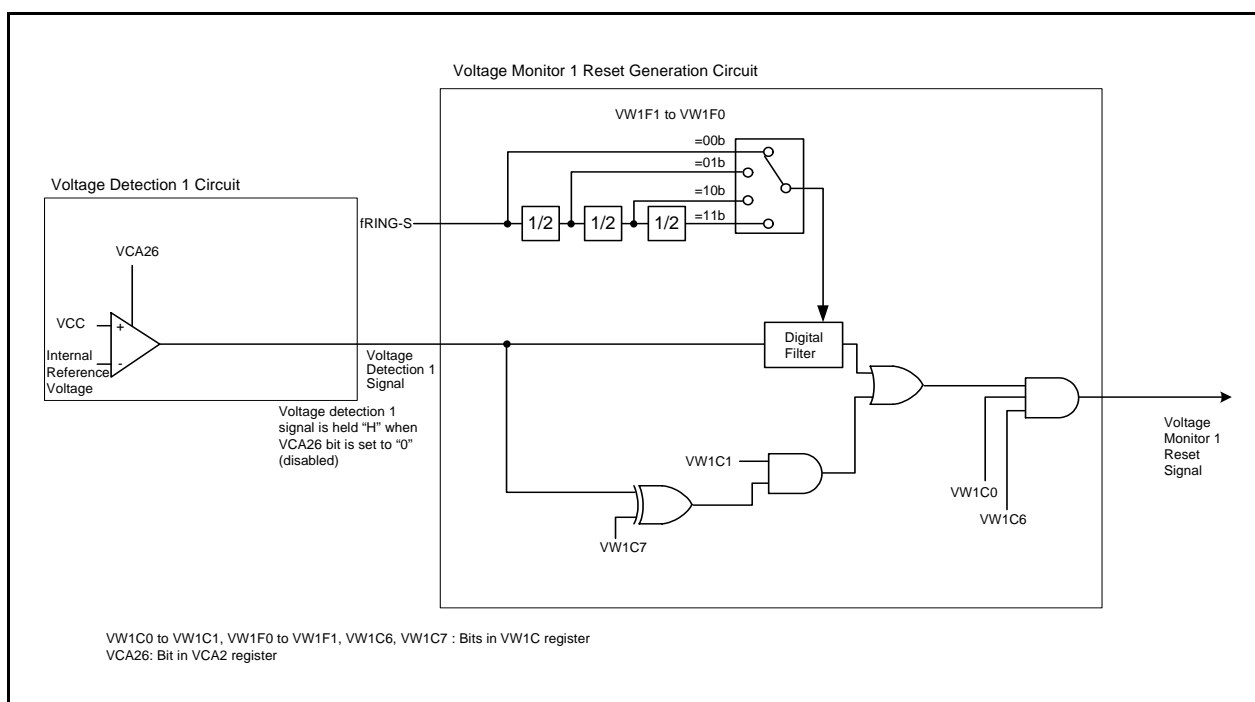 Voltage Monitor 1 Reset Generation Circuit
VW1F1 to VW1F0
=00b
=01b
=10b
=11b
Voltage Detection 1 Circuit
fRING-S
1/2
1/2
1/2
VCA26
VCC
+
Internal
Reference
Voltage
-
Voltage
Detection 1
Signal
Digital
Filter
Voltage detection 1
signal is held “H” when
VCA26 bit is set to “0”
(disabled)
VW1C1
VW1C7
VW1C0
VW1C6
Voltage
Monitor 1
Reset
Signal
VW1C0 to VW1C1, VW1F0 to VW1F1, VW1C6, VW1C7 : Bits in VW1C register
VCA26: Bit in VCA2 register